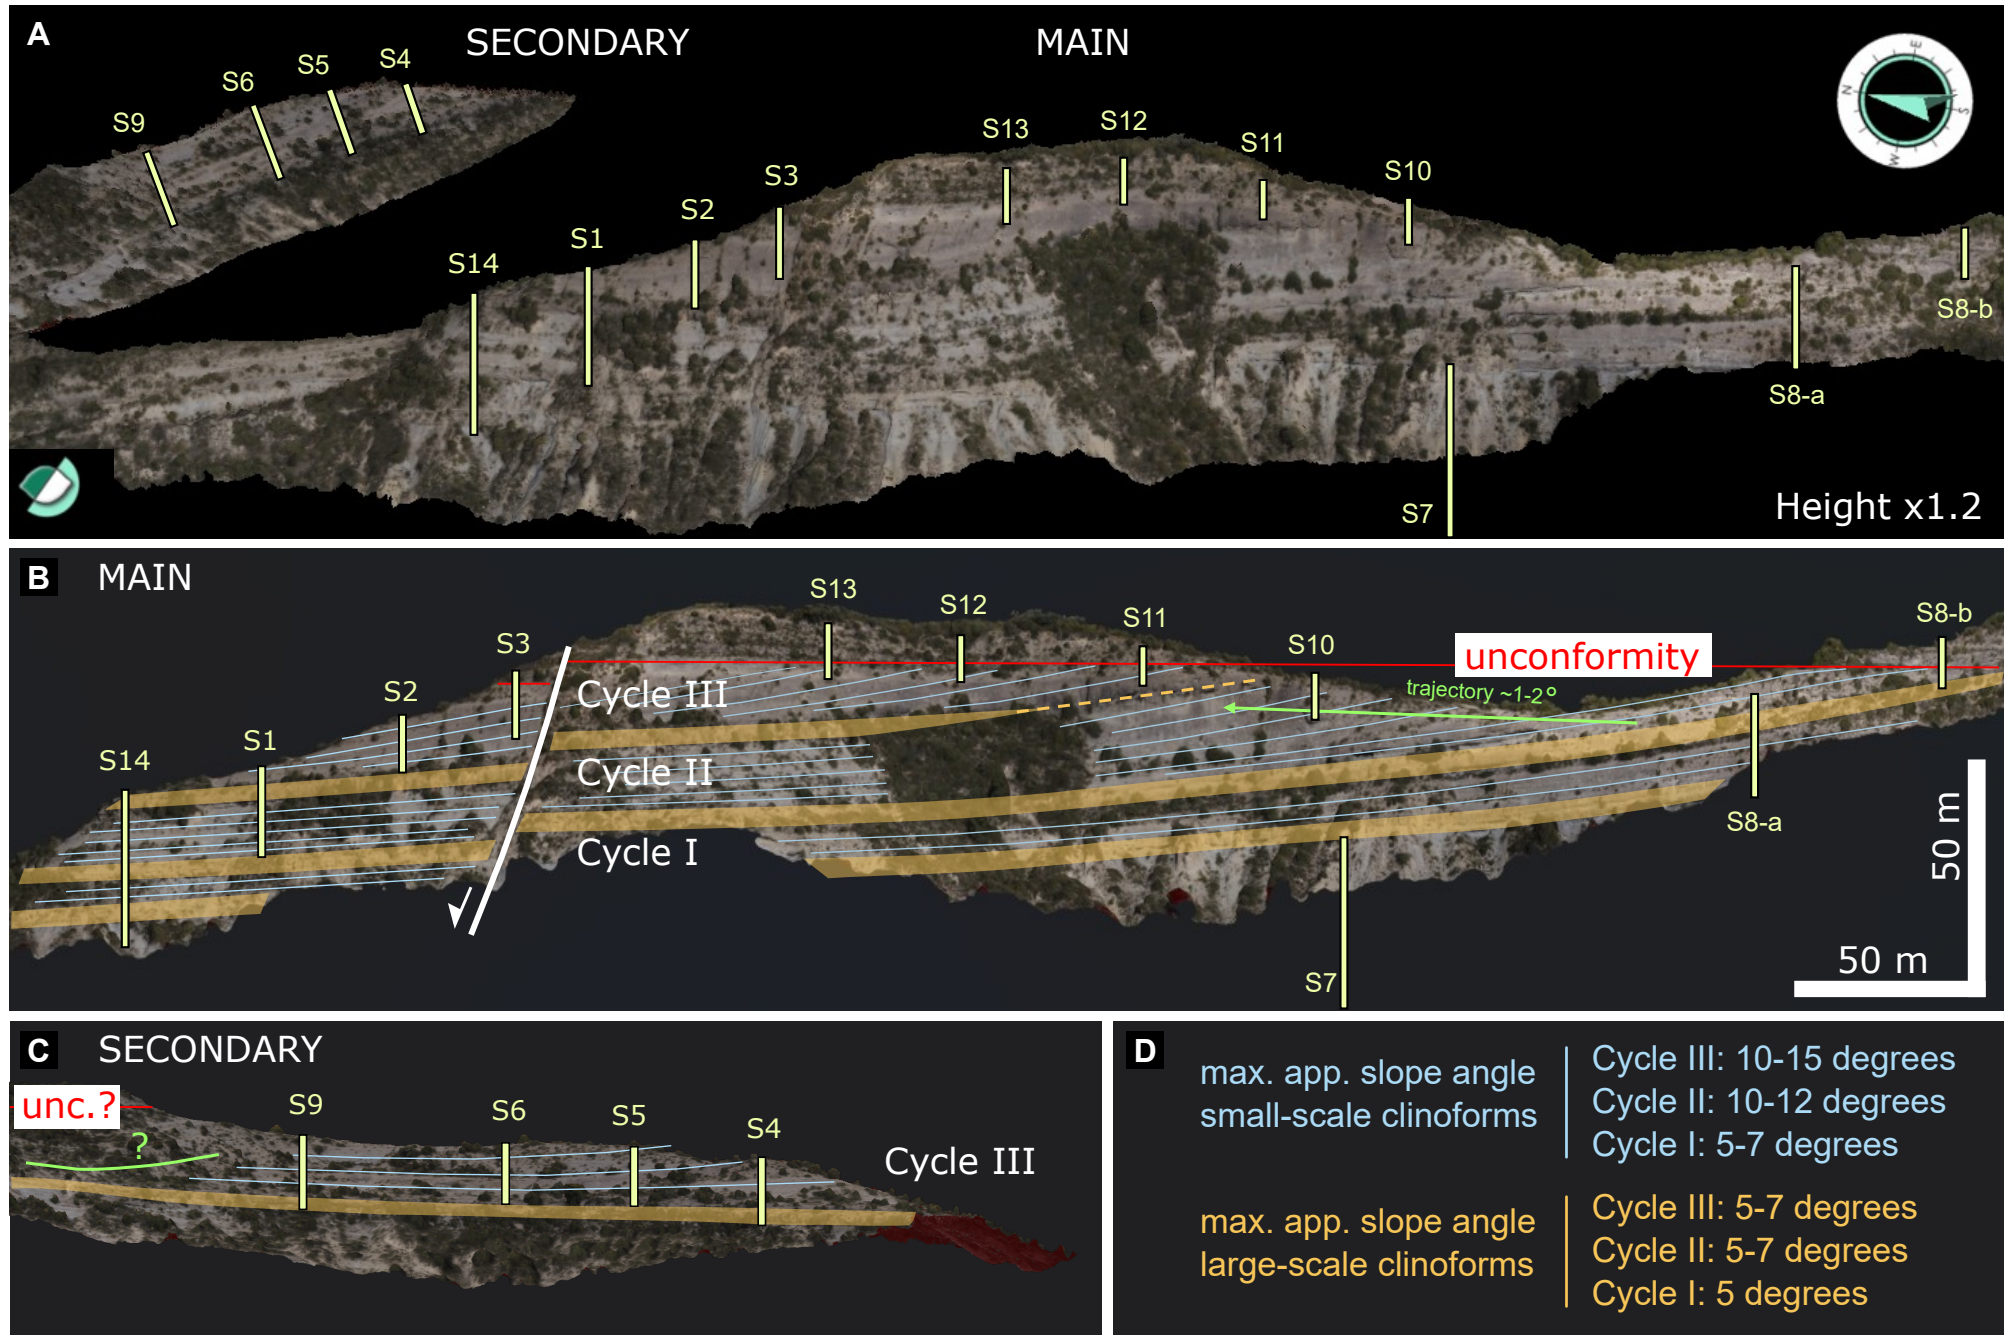 A
SECONDARY
MAIN
S9
S6
S5
S4
S14
S1
S2
S3
S13
S12
S11
S10
S8-b
S8-a
S7
N
E
S
W
Height x1.2
B
MAIN
S14
S1
S2
S3
S13
S12
S11
S10
S8-b
S8-a
S7
unconformity
trajectory ~1-2°
Cycle III
Cycle II
Cycle I
50 m
50 m
C
SECONDARY
unc.?
?
S9
S6
S5
S4
Cycle III
D
max. app. slope angle
small-scale clinoforms
Cycle III: 10-15 degrees
Cycle II: 10-12 degrees
Cycle I: 5-7 degrees
max. app. slope angle
large-scale clinoforms
Cycle III: 5-7 degrees
Cycle II: 5-7 degrees
Cycle I: 5 degrees